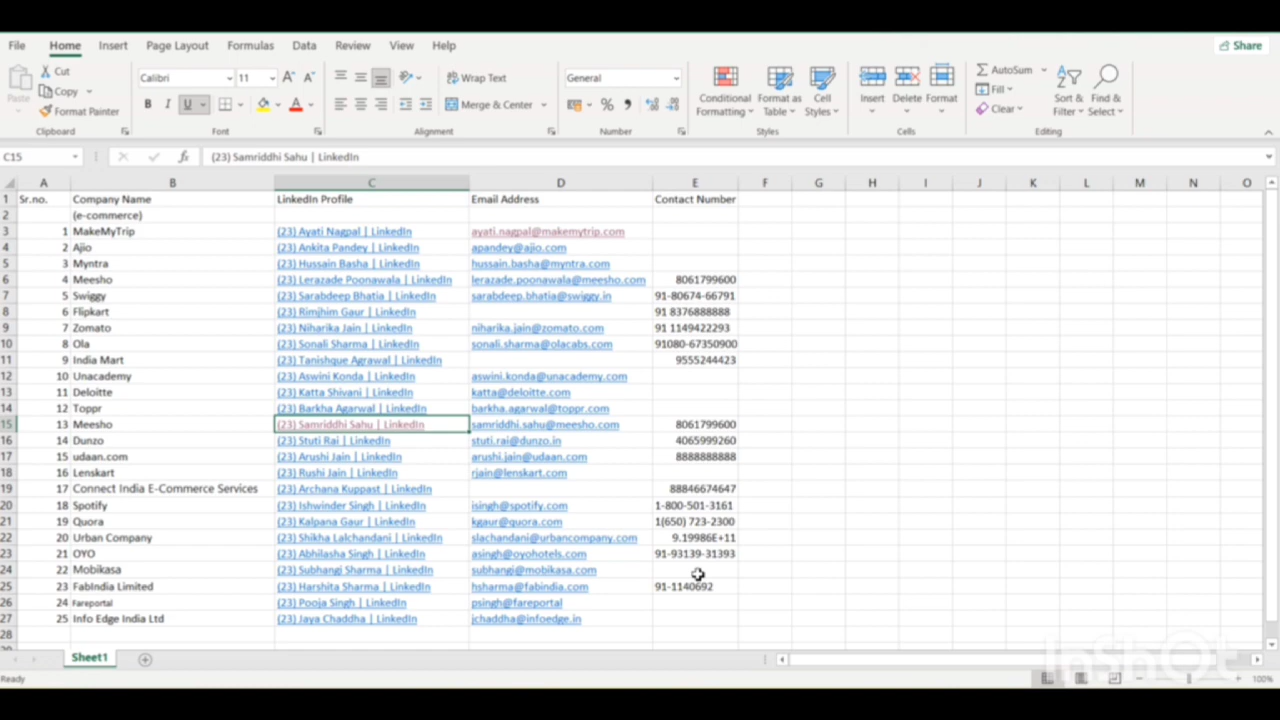 File Home Insert Page Layout Formulas Data Review View Help Share
Cut
Copy
Paste
Format Painter
Calibri 11
B I U A
Wrap Text
Merge & Center
General
Conditional Formatting
Format as Table
Cell Styles
Insert Delete Format
AutoSum
Fill
Clear
Sort & Filter
Find & Select
Clipboard Font Alignment Number Styles Cells Editing
C15 fx (23) Samriddhi Sahu | LinkedIn
A B C D E F G H I J K L M N O
1 Sr.no. Company Name LinkedIn Profile Email Address Contact Number
2 (e-commerce)
3 1 MakeMyTrip (23) Ayati Nagpal | LinkedIn ayati.nagpal@makemytrip.com
4 2 Ajio (23) Ankita Pandey | LinkedIn apandey@ajio.com
5 3 Myntra (23) Hussain Basha | LinkedIn hussain.basha@myntra.com
6 4 Meesho (23) Lerazade Poonawala | LinkedIn lerazade.poonawala@meesho.com 8061799600
7 5 Swiggy (23) Sarabdeep Bhatia | LinkedIn sarabdeep.bhatia@swiggy.in 91-80674-66791
8 6 Flipkart (23) Rimjhim Gaur | LinkedIn 91 8376888888
9 7 Zomato (23) Niharika Jain | LinkedIn niharika.jain@zomato.com 91 1149422293
10 8 Ola (23) Sonali Sharma | LinkedIn sonali.sharma@olacabs.com 91080-67350900
11 9 India Mart (23) Tanishque Agrawal | LinkedIn 9555244423
12 10 Unacademy (23) Aswini Konda | LinkedIn aswini.konda@unacademy.com
13 11 Deloitte (23) Katta Shivani | LinkedIn katta@deloitte.com
14 12 Toppr (23) Barkha Agarwal | LinkedIn barkha.agarwal@toppr.com
15 13 Meesho (23) Samriddhi Sahu | LinkedIn samriddhi.sahu@meesho.com 8061799600
16 14 Dunzo (23) Stuti Rai | LinkedIn stuti.rai@dunzo.in 4065999260
17 15 udaan.com (23) Arushi Jain | LinkedIn arushi.jain@udaan.com 8888888888
18 16 Lenskart (23) Rushi Jain | LinkedIn rjain@lenskart.com
19 17 Connect India E-Commerce Services (23) Archana Kuppast | LinkedIn 88846674647
20 18 Spotify (23) Ishwinder Singh | LinkedIn isingh@spotify.com 1-800-501-3161
21 19 Quora (23) Kalpana Gaur | LinkedIn kgaur@quora.com 1(650) 723-2300
22 20 Urban Company (23) Shikha Lalchandani | LinkedIn slachandani@urbancompany.com 9.19986E+11
23 21 OYO (23) Abhilasha Singh | LinkedIn asingh@oyohotels.com 91-93139-31393
24 22 Mobikasa (23) Subhangi Sharma | LinkedIn subhangi@mobikasa.com
25 23 FabIndia Limited (23) Harshita Sharma | LinkedIn hsharma@fabindia.com 91-1140692
26 24 Fareportal (23) Pooja Singh | LinkedIn psingh@fareportal
27 25 Info Edge India Ltd (23) Jaya Chaddha | LinkedIn jchaddha@infoedge.in
28
Sheet1
InShOt
Ready 100%